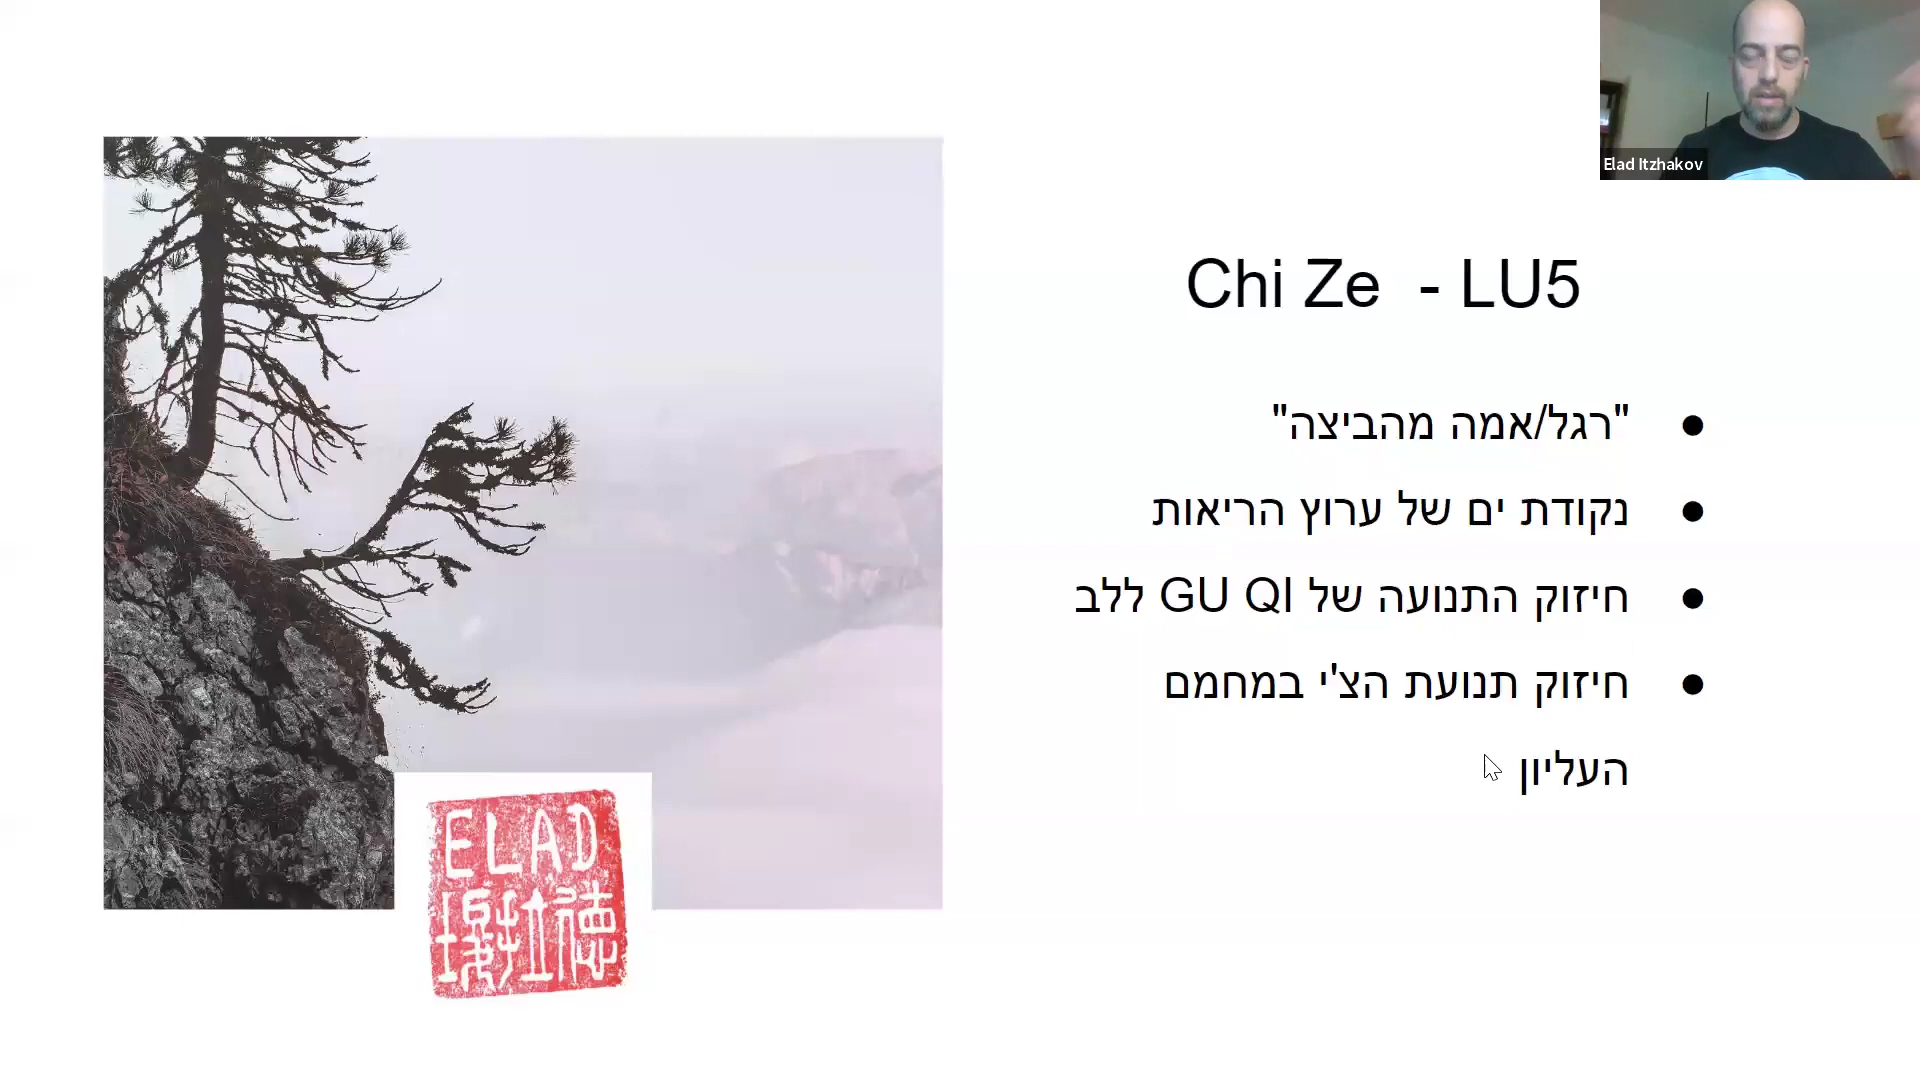 Elad Itzhakov
Chi Ze - LU5
"רגל/אמה מהביצה"
נקודת ים של ערוץ הריאות
חיזוק התנועה של GU QI ללב
חיזוק תנועת הצ'י במחמם
העליון
ELAD